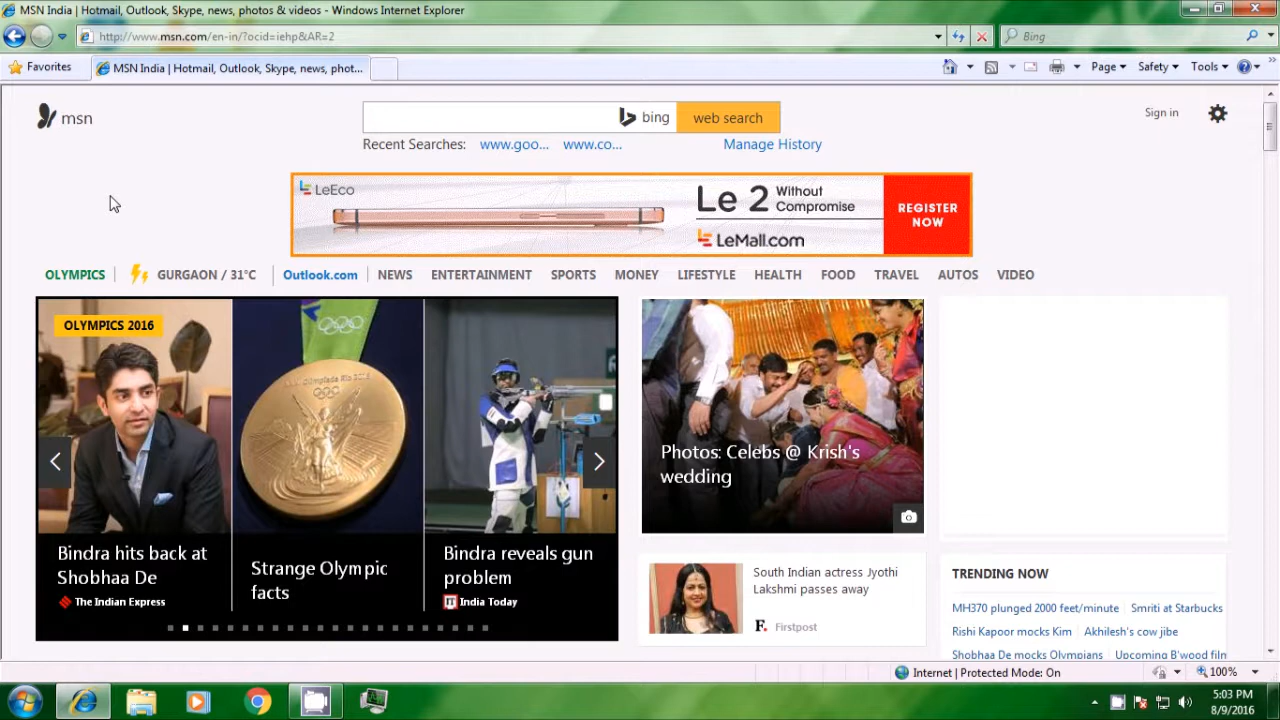 MSN India | Hotmail, Outlook, Skype, news, photos & videos - Windows Internet Explorer
http://www.msn.com/en-in/?ocid=iehp&AR=2
Bing
Favorites
MSN India | Hotmail, Outlook, Skype, news, phot...
Page
Safety
Tools
msn
bing
web search
Sign in
Recent Searches: www.goo... www.co... Manage History
LeEco
Le 2 Without Compromise
LeMall.com
REGISTER NOW
OLYMPICS
GURGAON / 31°C
Outlook.com
NEWS
ENTERTAINMENT
SPORTS
MONEY
LIFESTYLE
HEALTH
FOOD
TRAVEL
AUTOS
VIDEO
OLYMPICS 2016
Bindra hits back at
Shobhaa De
The Indian Express
Strange Olympic
facts
Bindra reveals gun
problem
India Today
Photos: Celebs @ Krish's
wedding
South Indian actress Jyothi
Lakshmi passes away
F. Firstpost
TRENDING NOW
MH370 plunged 2000 feet/minute Smriti at Starbucks
Rishi Kapoor mocks Kim Akhilesh's cow jibe
Shobhaa De mocks Olympians Upcoming B'wood film
Internet | Protected Mode: On
100%
5:03 PM
8/9/2016